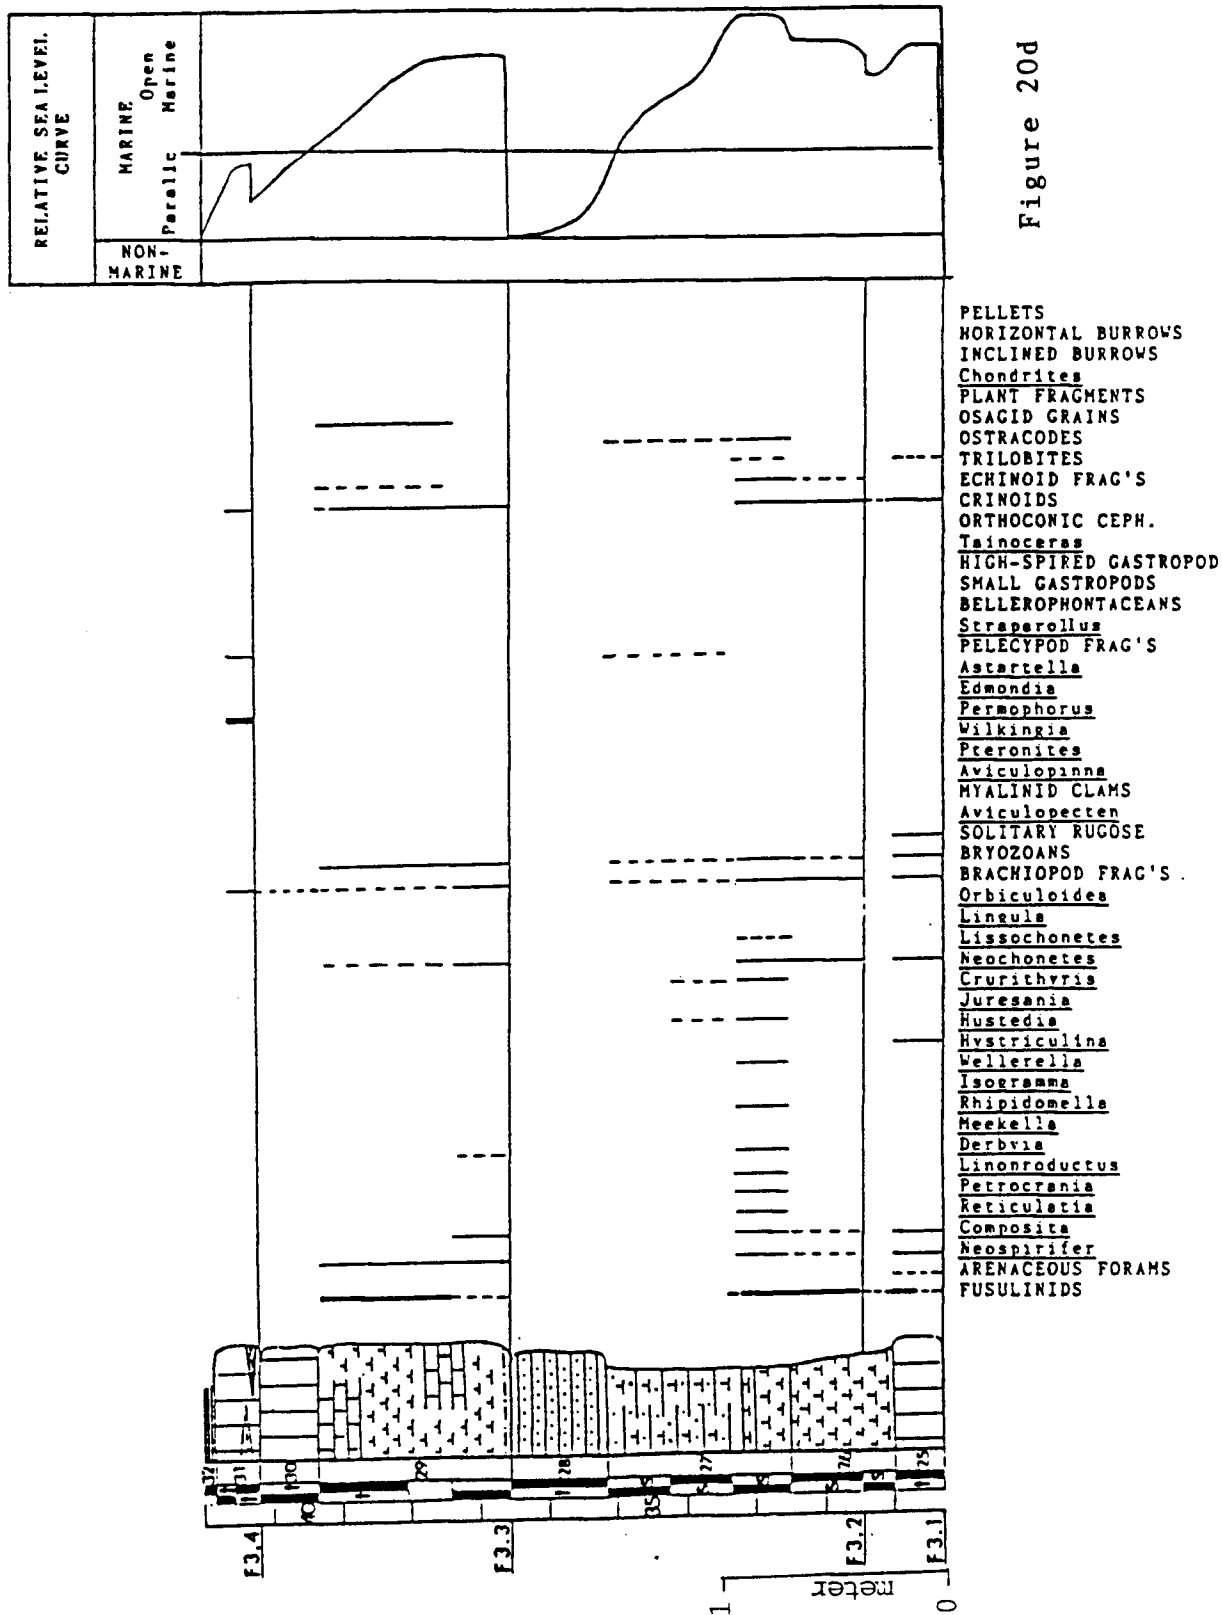 RELATIVE SEA LEVEL
CURVE
MARINE
Open
Paralic Marine
NON-
MARINE
Figure 20d
PELLETS
HORIZONTAL BURROWS
INCLINED BURROWS
Chondrites
PLANT FRAGMENTS
OSAGID GRAINS
OSTRACODES
TRILOBITES
ECHINOID FRAG'S
CRINOIDS
ORTHOCONIC CEPH.
Tainoceras
HIGH-SPIRED GASTROPOD
SMALL GASTROPODS
BELLEROPHONTACEANS
Straparollus
PELECYPOD FRAG'S
Astartella
Edmondia
Permophorus
Wilkingia
Pteronites
Aviculopinna
MYALINID CLAMS
Aviculopecten
SOLITARY RUGOSE
BRYOZOANS
BRACHIOPOD FRAG'S
Orbiculoidea
Lingula
Lissochonetes
Neochonetes
Crurithyris
Juresania
Hustedia
Hystriculina
Wellerella
Isogramma
Rhipidomella
Meekella
Derbyia
Linoproductus
Petrocrania
Reticulatia
Composita
Neospirifer
ARENACEOUS FORAMS
FUSULINIDS
32
31
30
29
28
27
26
25
40
35
F3.4
F3.3
F3.2
F3.1
1
meter
0